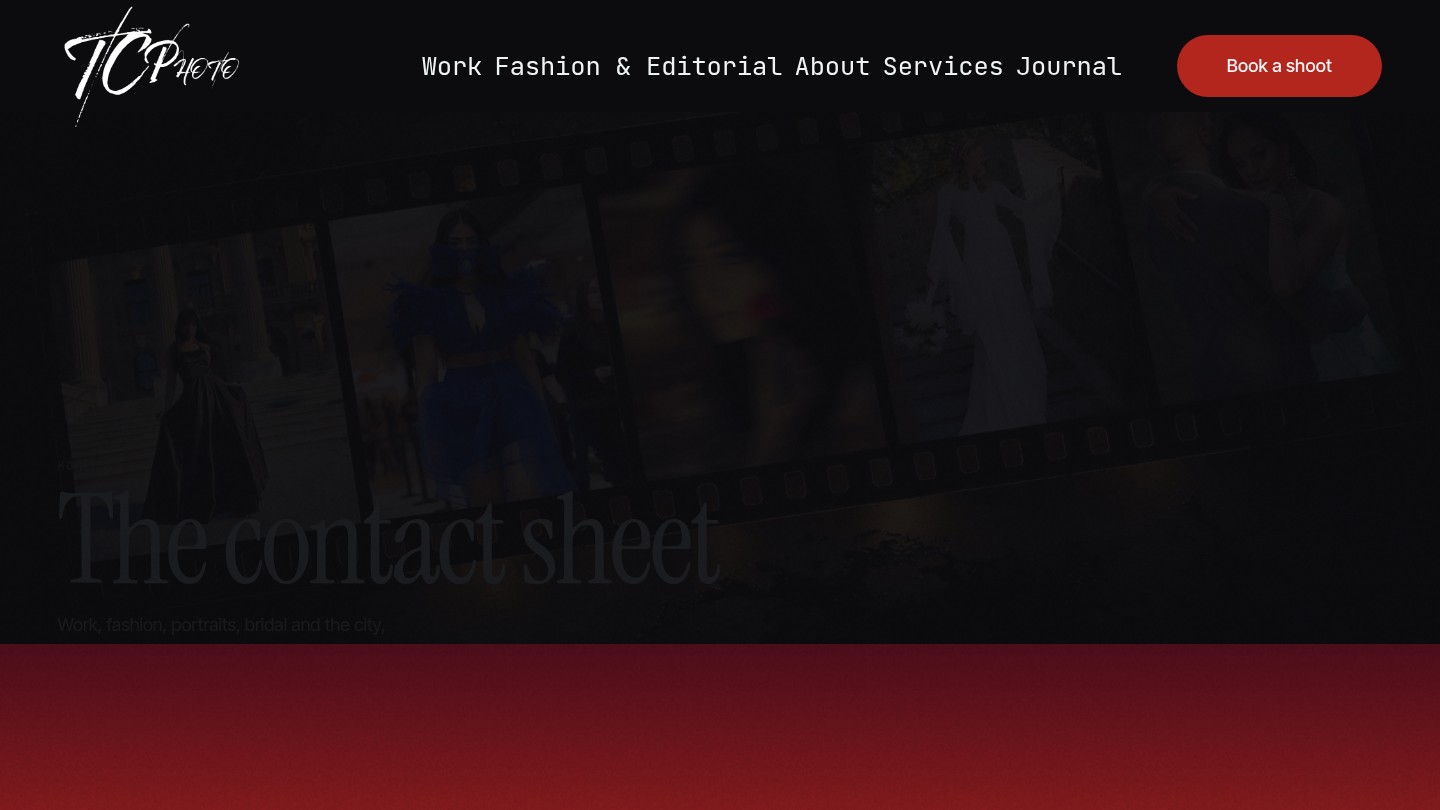 TCPHOTO
Work Fashion & Editorial About Services Journal
Book a shoot
The contact sheet
Work, fashion, portraits, bridal and the city,